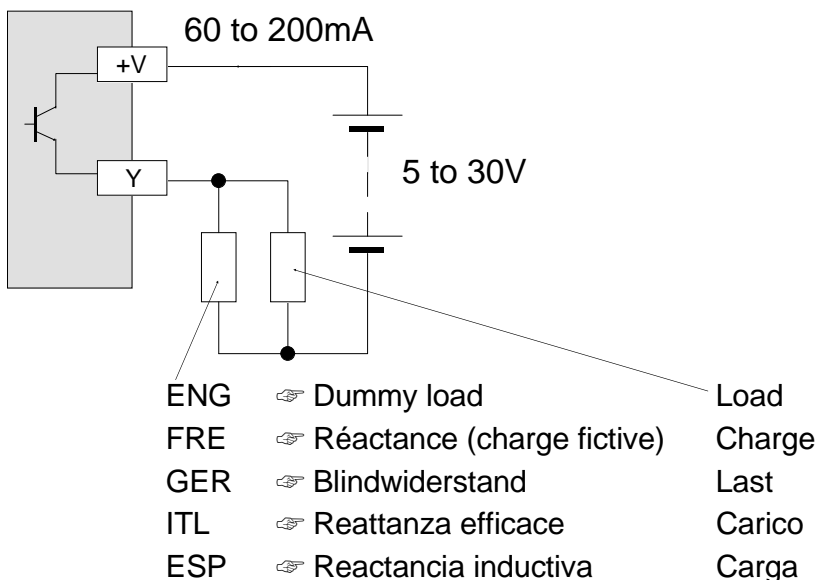 60 to 200mA
+V
Y
5 to 30V
ENG ☞ Dummy load Load
FRE ☞ Réactance (charge fictive) Charge
GER ☞ Blindwiderstand Last
ITL ☞ Reattanza efficace Carico
ESP ☞ Reactancia inductiva Carga